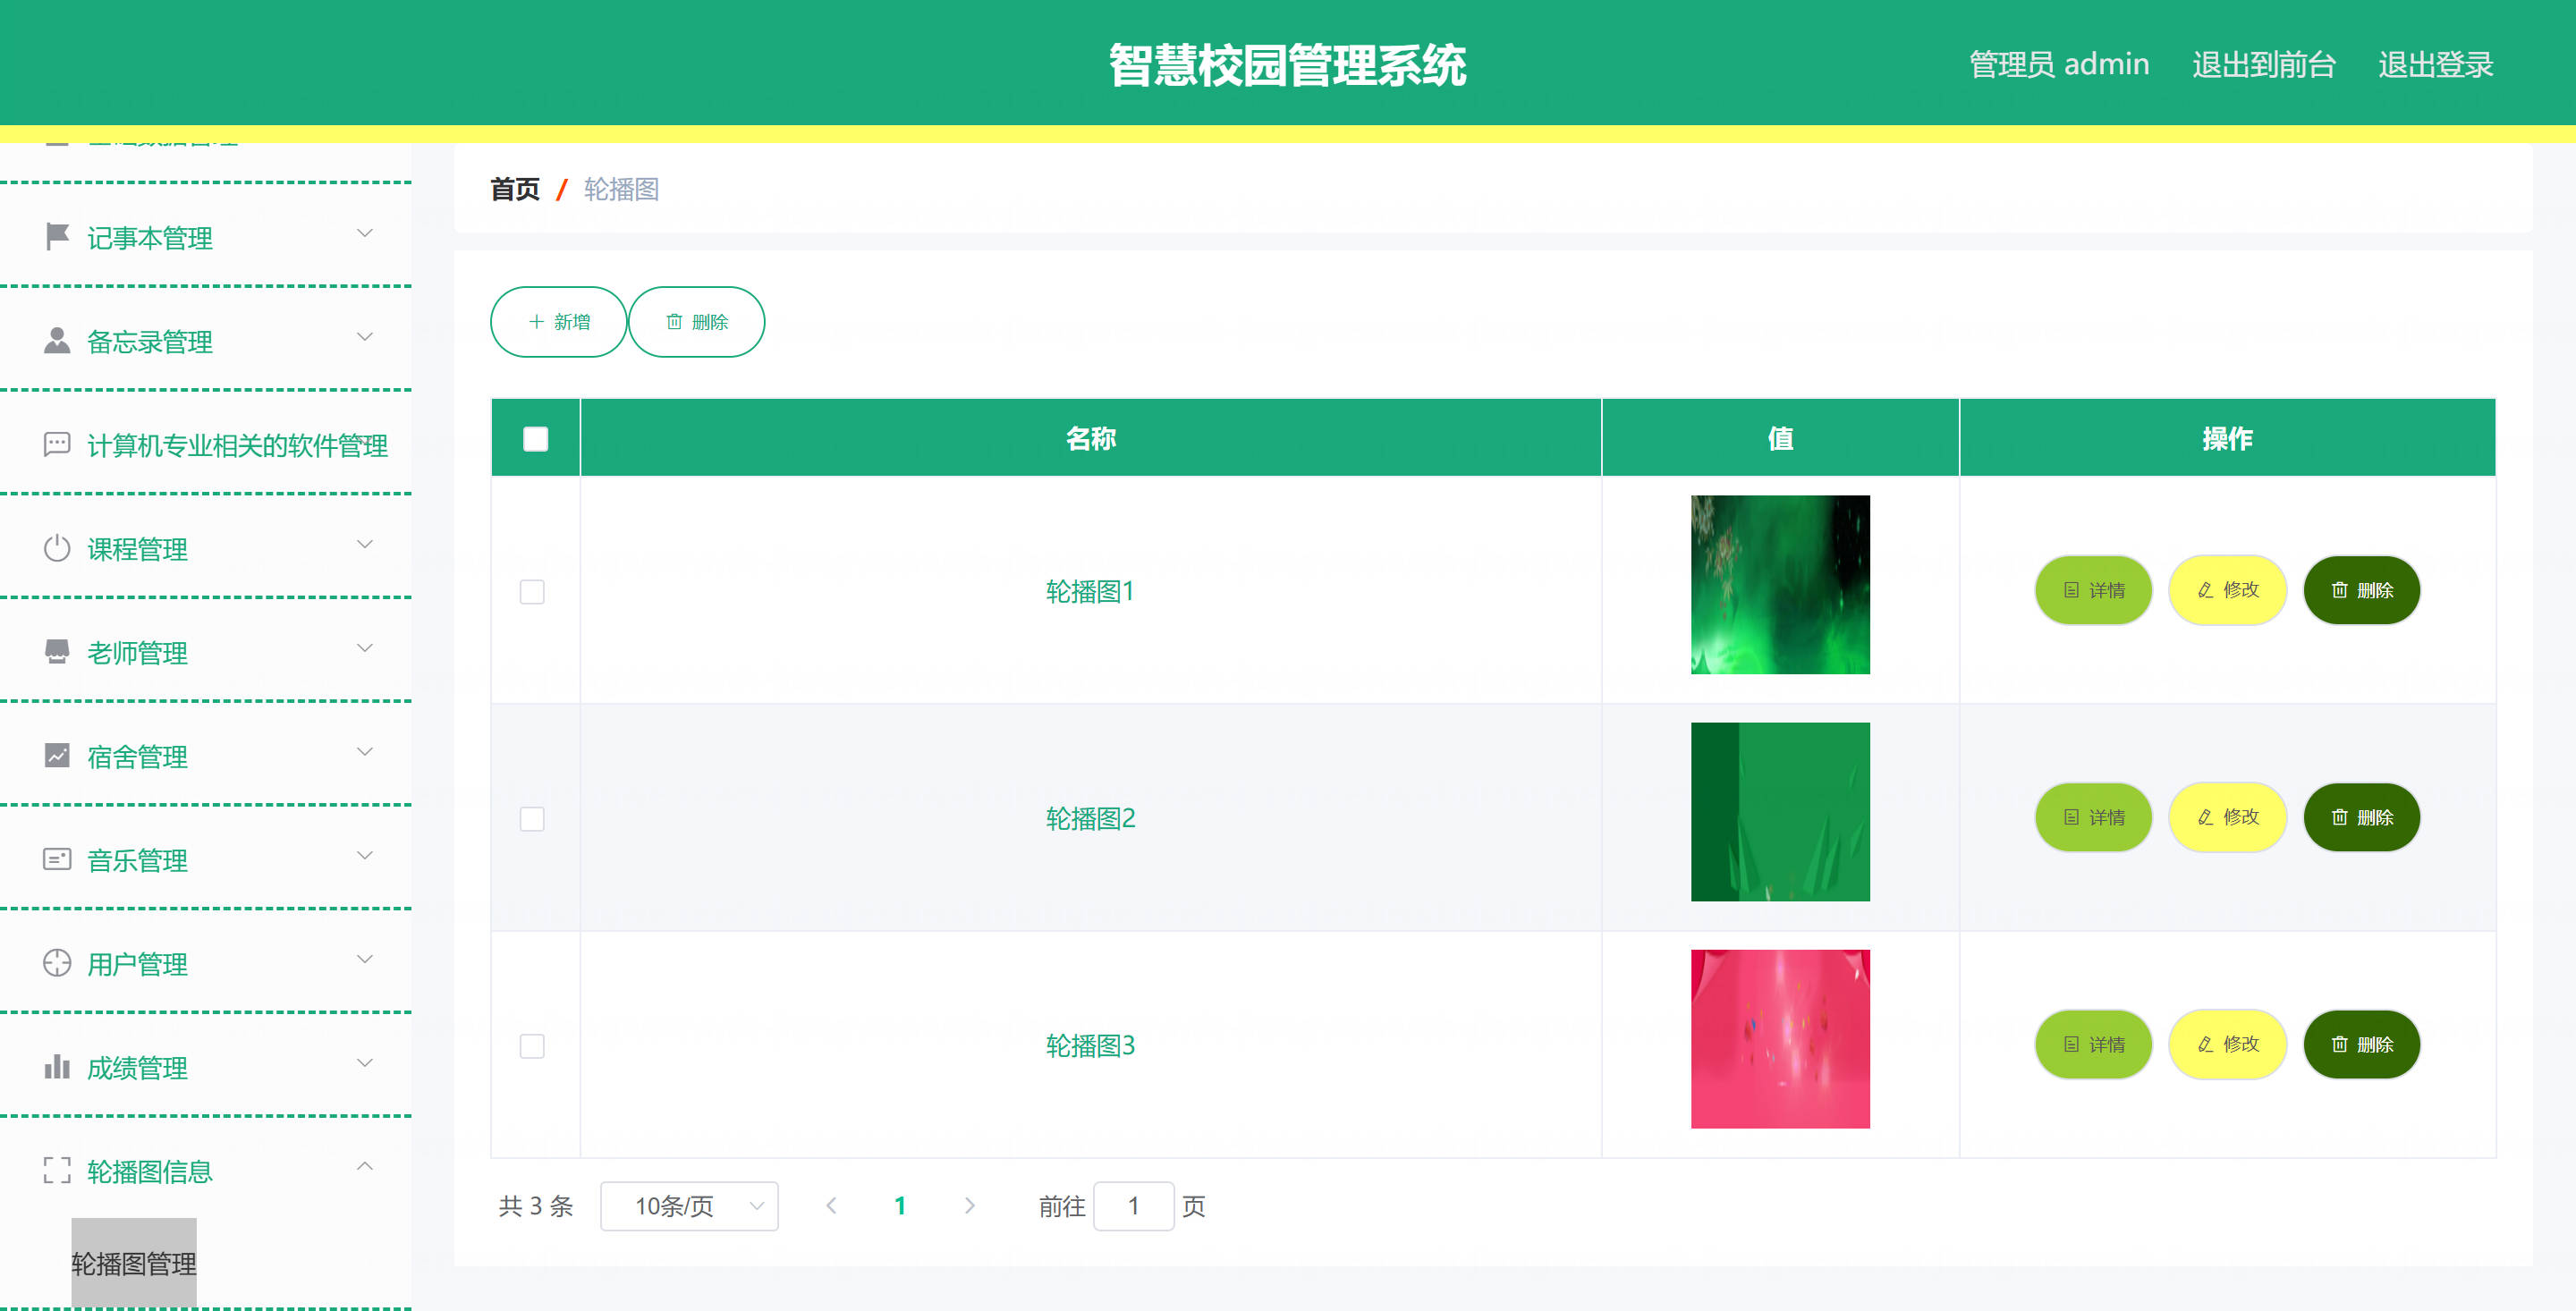 智慧校园管理系统
管理员 admin 退出到前台 退出登录
首页 / 轮播图
记事本管理
备忘录管理
计算机专业相关的软件管理
课程管理
老师管理
宿舍管理
音乐管理
用户管理
成绩管理
轮播图信息
轮播图管理
新增 删除
名称 值 操作
轮播图1 详情 修改 删除
轮播图2 详情 修改 删除
轮播图3 详情 修改 删除
共 3 条 10条/页 1 前往 1 页